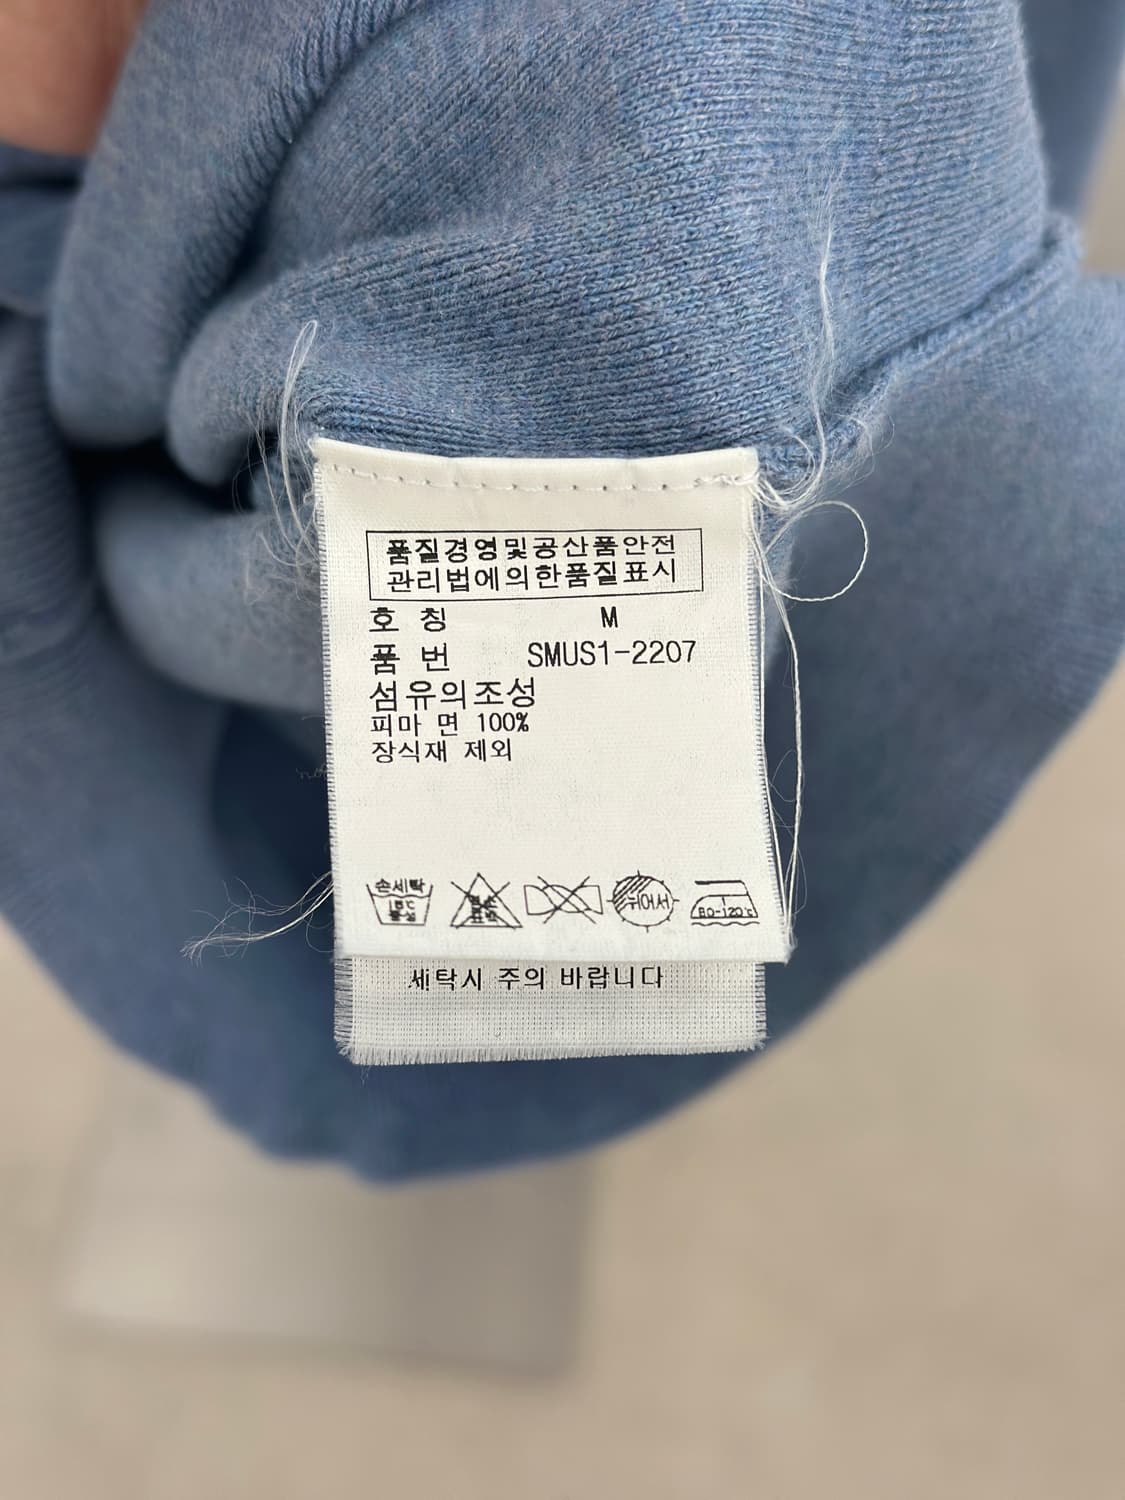 품질경영및공산품안전
관리법에의한품질표시
호 칭 M
품 번 SMUS1-2207
섬유의조성
피마 면 100%
장식재 제외
손세탁
뉘어서
80-120℃
세탁시 주의 바랍니다